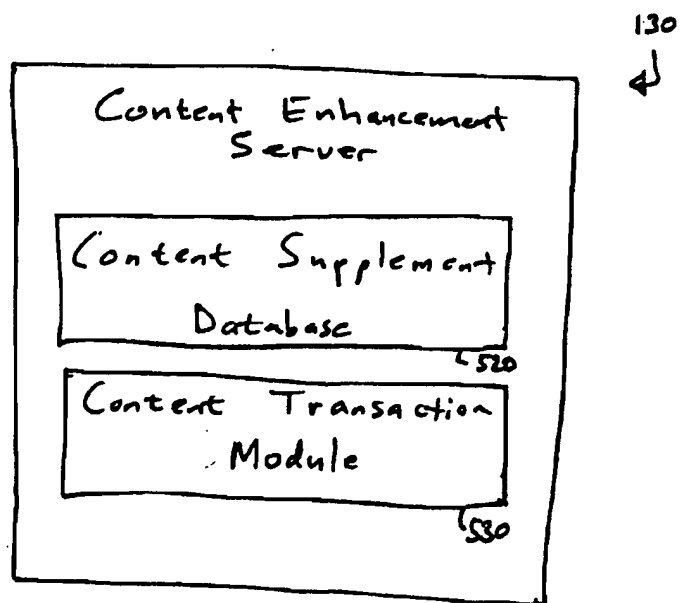 130
Content Enhancement
Server
Content Supplement
Database
520
Content Transaction
Module
530